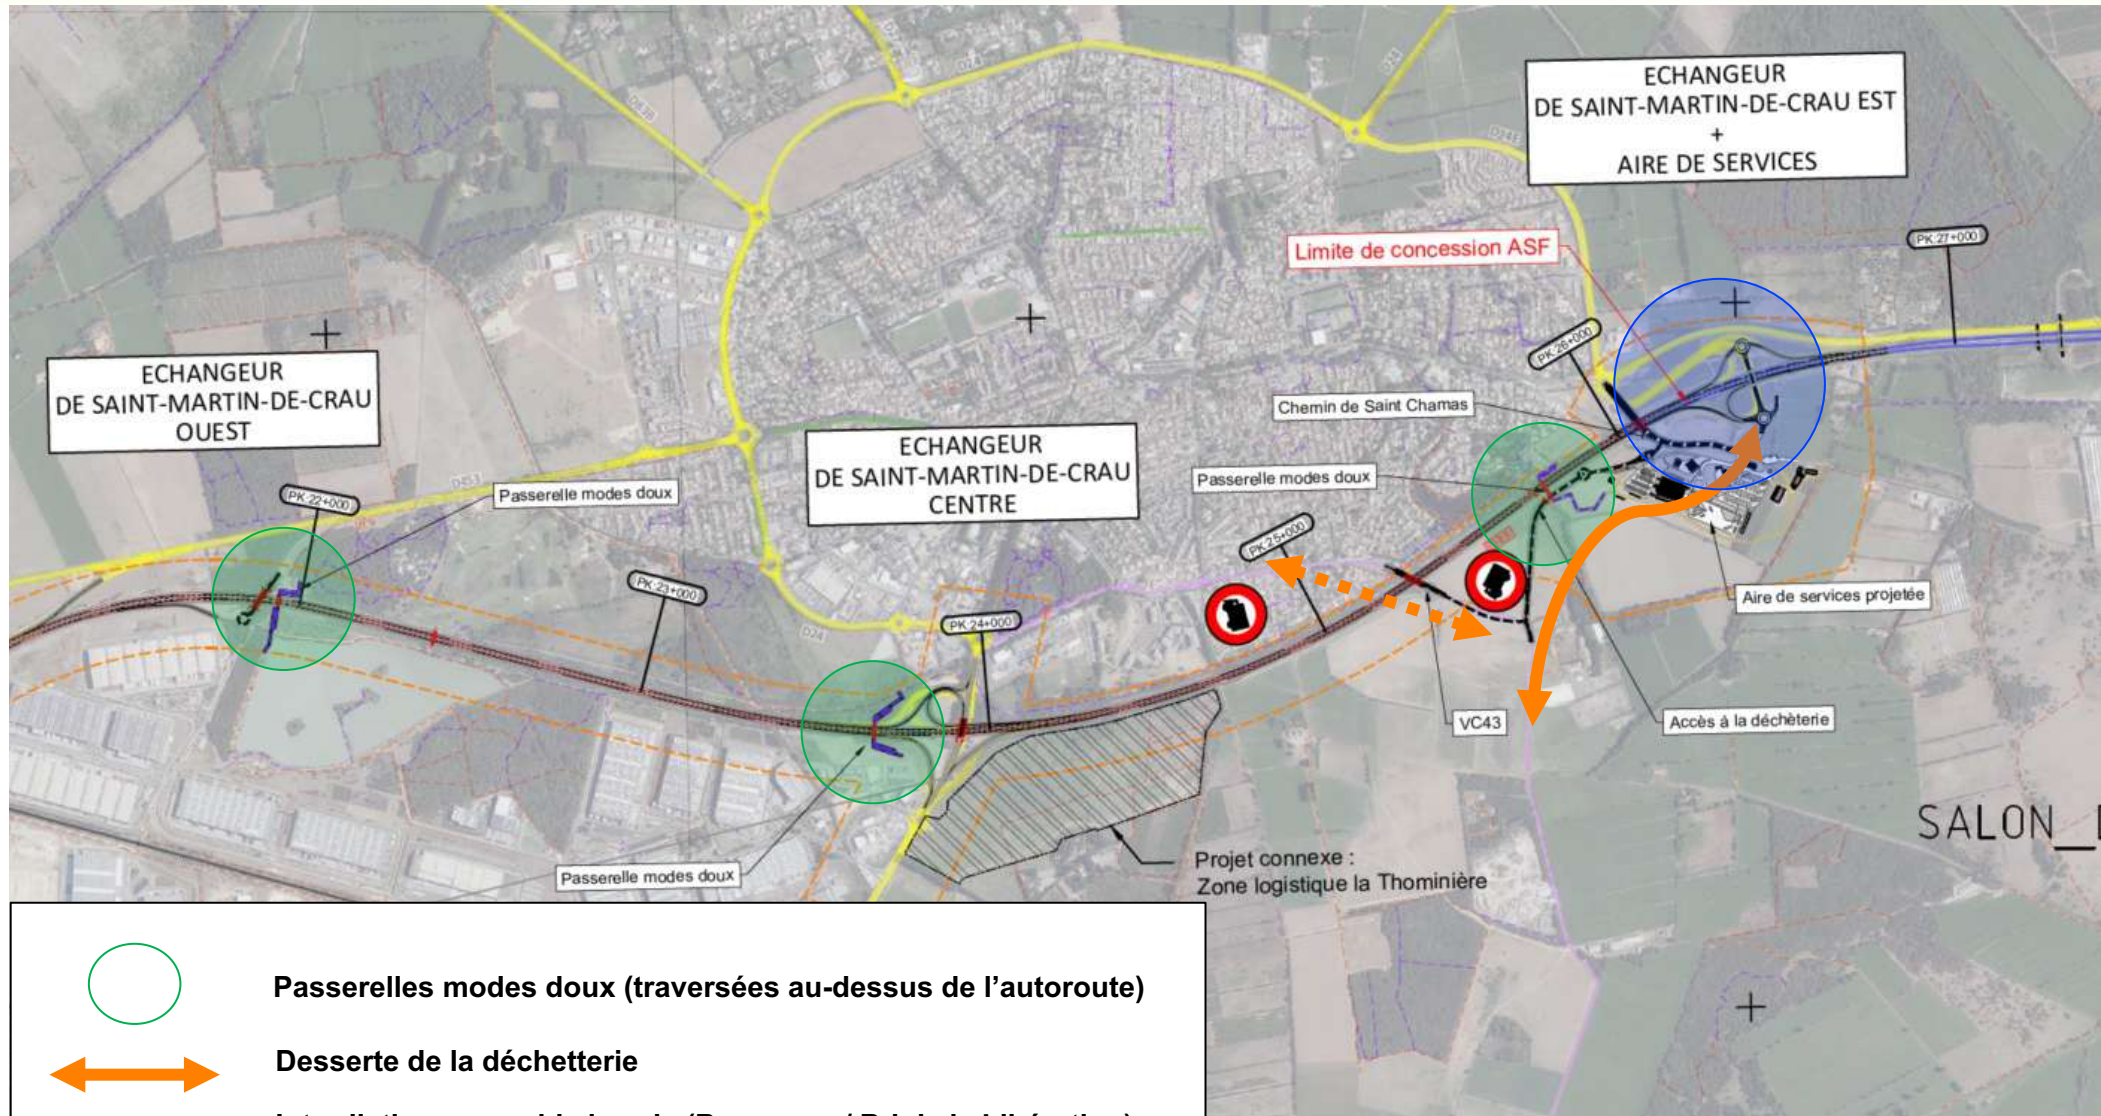 ECHANGEUR
DE SAINT-MARTIN-DE-CRAU EST
+
AIRE DE SERVICES
Limite de concession ASF
PK:27+000
PK:26+000
Chemin de Saint Chamas
Passerelle modes doux
PK:25+000
ECHANGEUR
DE SAINT-MARTIN-DE-CRAU
OUEST
ECHANGEUR
DE SAINT-MARTIN-DE-CRAU
CENTRE
PK:22+000
Passerelle modes doux
D453
PK:23+000
D24
PK:24+000
D24
D24
Aire de services projetée
VC43
Accès à la déchèterie
SALON_
Passerelle modes doux
Projet connexe :
Zone logistique la Thominière
Passerelles modes doux (traversées au-dessus de l’autoroute)
Desserte de la déchetterie